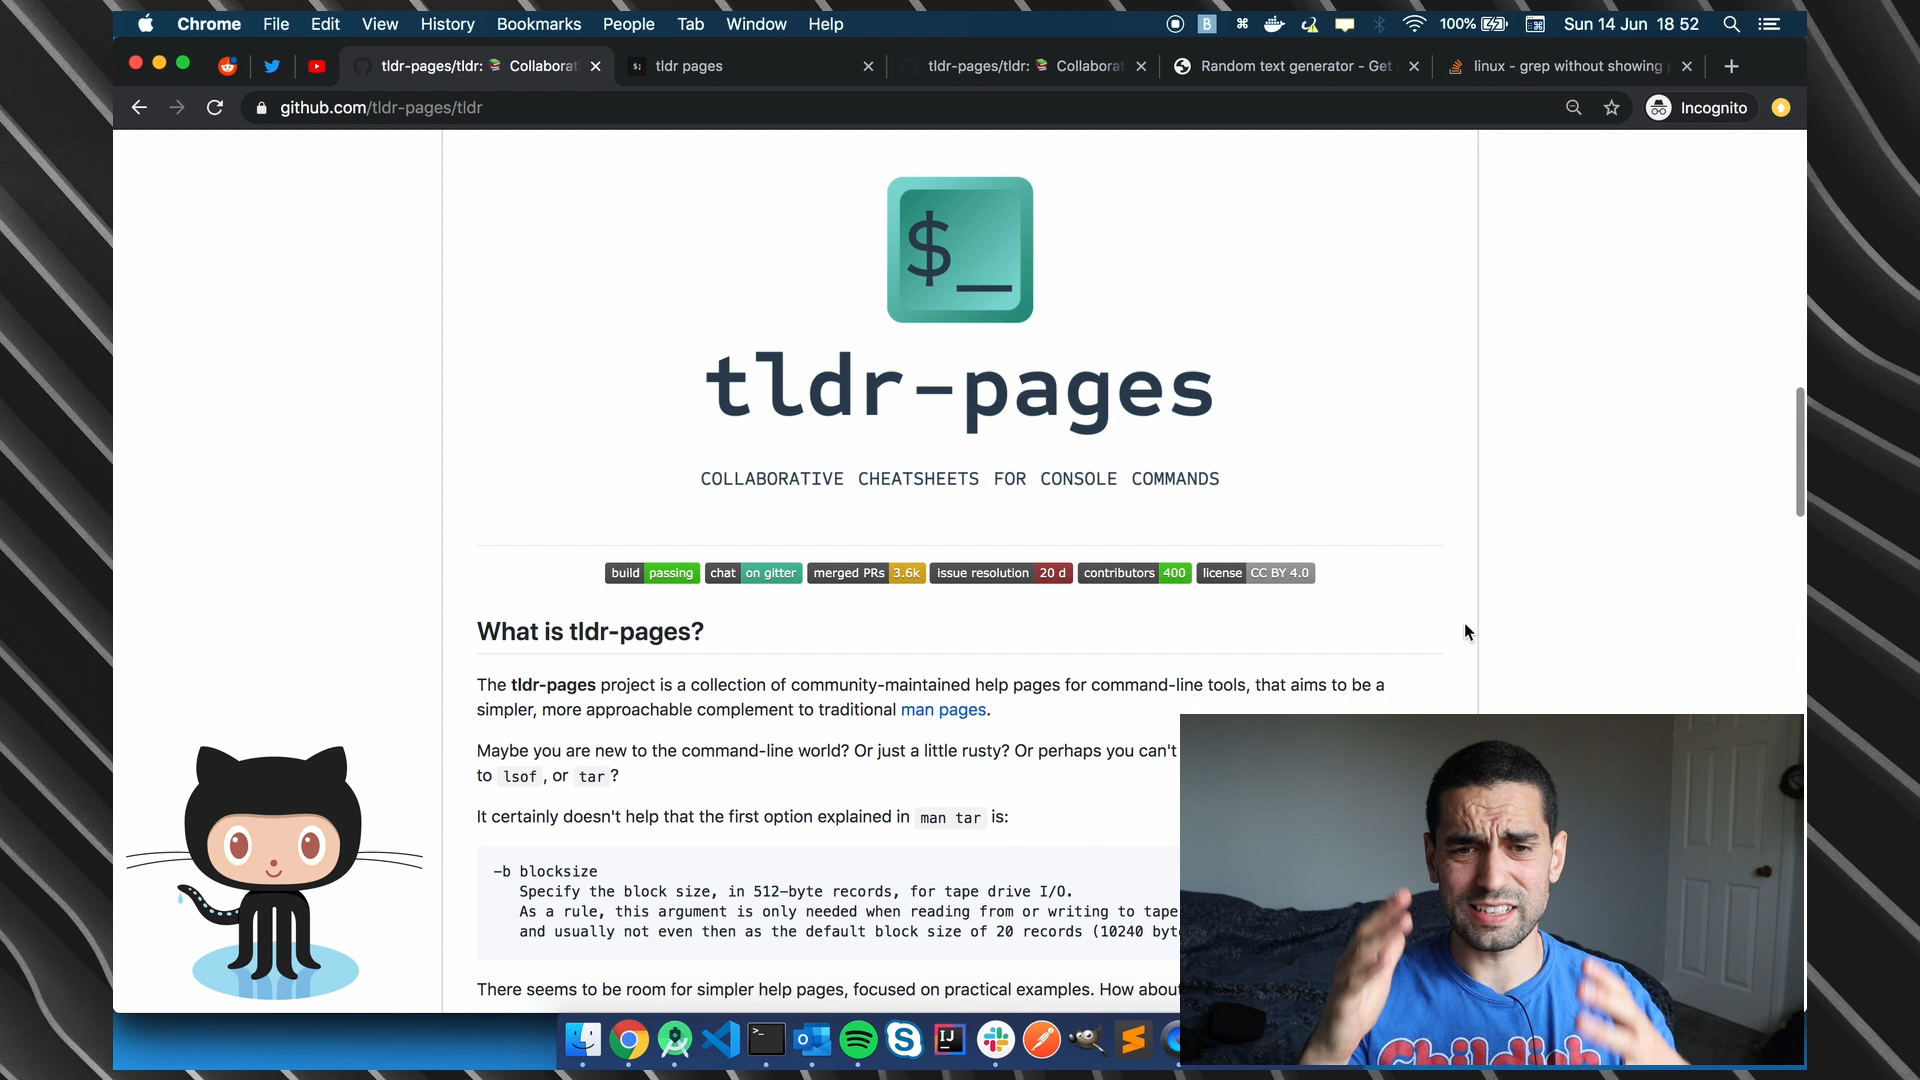 Chrome File Edit View History Bookmarks People Tab Window Help
B 100% Sun 14 Jun 18 52
tldr-pages/tldr: Collaborat
tldr pages
tldr-pages/tldr: Collaborat
Random text generator - Get
linux - grep without showing
github.com/tldr-pages/tldr
Incognito
$_
tldr-pages
COLLABORATIVE CHEATSHEETS FOR CONSOLE COMMANDS
build passing chat on gitter merged PRs 3.6k issue resolution 20 d contributors 400 license CC BY 4.0
What is tldr-pages?
The tldr-pages project is a collection of community-maintained help pages for command-line tools, that aims to be a
simpler, more approachable complement to traditional man pages.
Maybe you are new to the command-line world? Or just a little rusty? Or perhaps you can't
to lsof, or tar?
It certainly doesn't help that the first option explained in man tar is:
-b blocksize
Specify the block size, in 512-byte records, for tape drive I/O.
As a rule, this argument is only needed when reading from or writing to tape
and usually not even then as the default block size of 20 records (10240 byt
There seems to be room for simpler help pages, focused on practical examples. How about
IJ
Childish